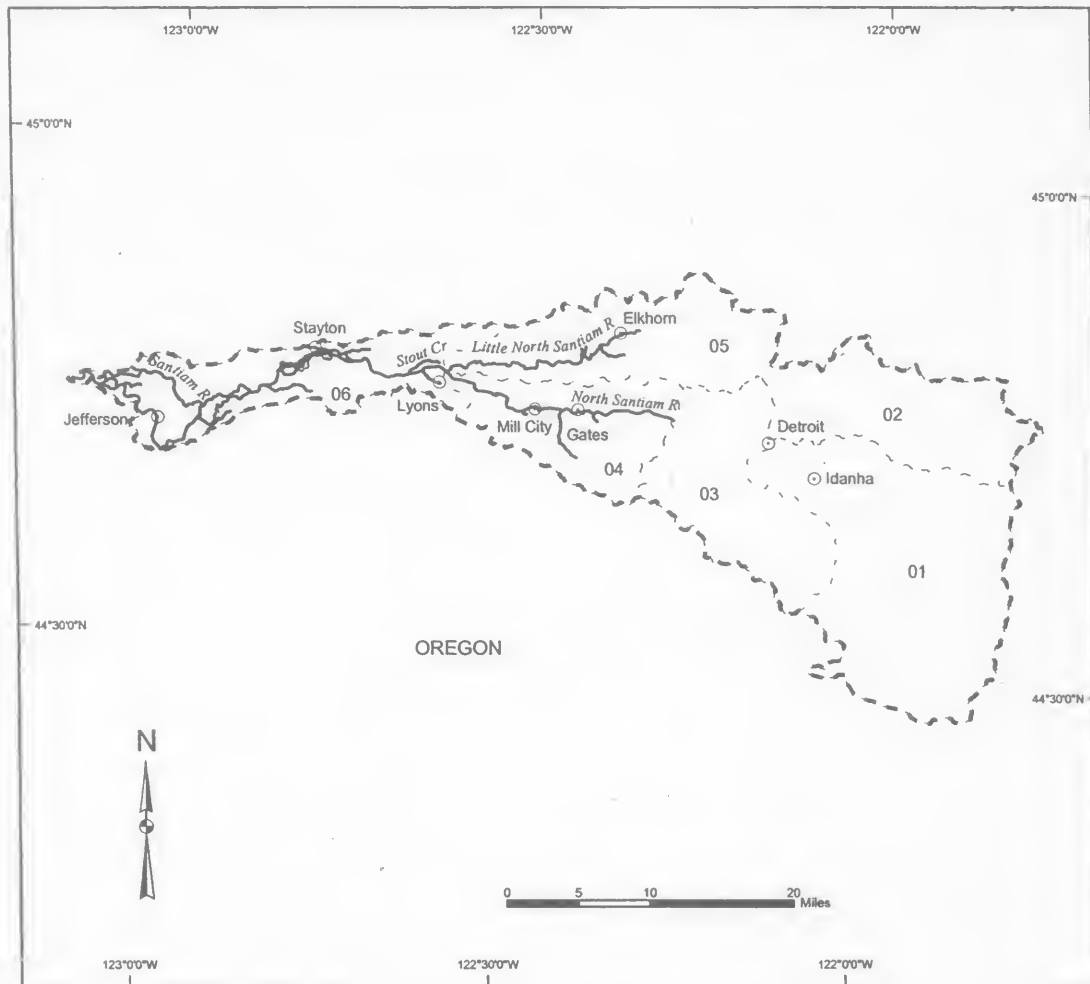 123°0'0"W
122°30'0"W
122°0'0"W
45°0'0"N
45°0'0"N
Elkhorn
Stayton
Little North Santiam R
Stout Cr
05
Santiam R
06
02
Lyons
North Santiam R
Jefferson
Mill City
Detroit
Gates
04
Idanha
03
01
44°30'0"N
OREGON
44°30'0"N
N
0 5 10 20
Miles
123°0'0"W
122°30'0"W
122°0'0"W